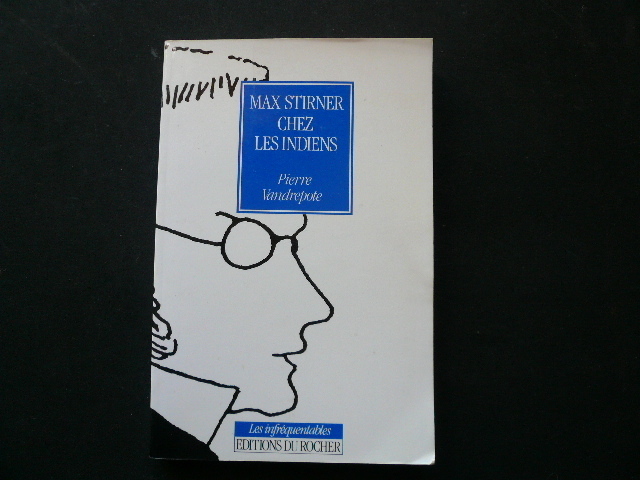 MAX STIRNER
CHEZ
LES INDIENS
Pierre
Vandrepote
Les infréquentables
EDITIONS DU ROCHER